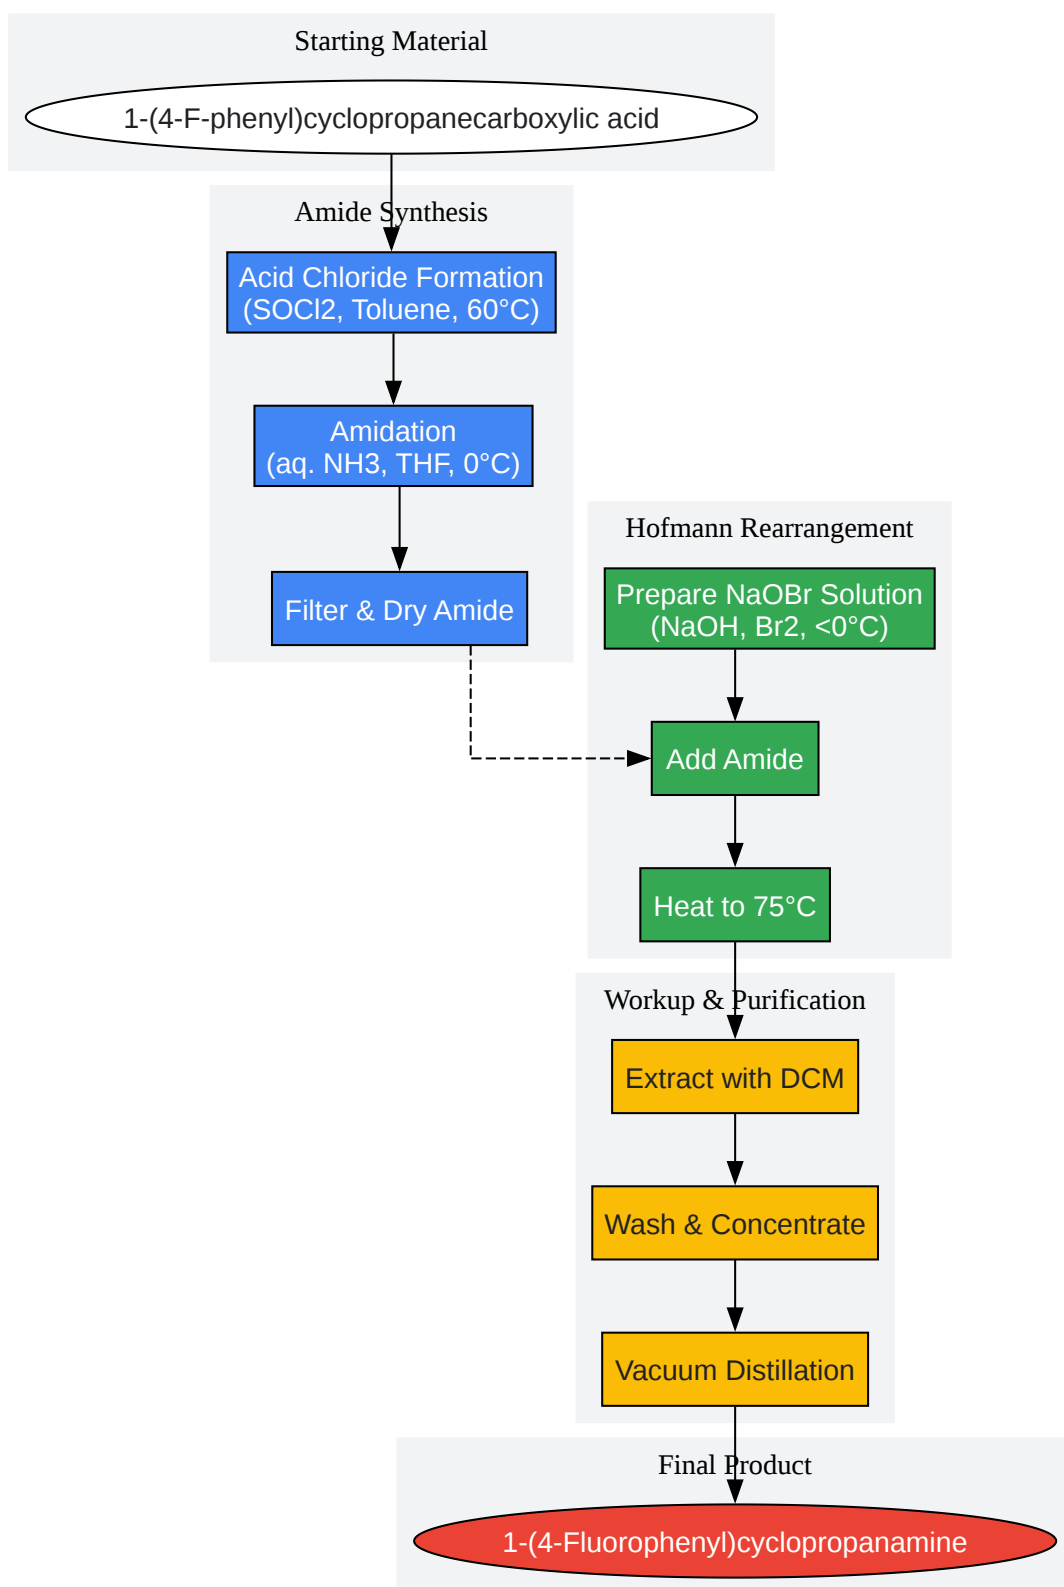 Starting Material
1-(4-F-phenyl)cyclopropanecarboxylic acid
Amide Synthesis
Acid Chloride Formation
(SOCl2, Toluene, 60°C)
Amidation
(aq. NH3, THF, 0°C)
Filter & Dry Amide
Hofmann Rearrangement
Prepare NaOBr Solution
(NaOH, Br2, <0°C)
Add Amide
Heat to 75°C
Workup & Purification
Extract with DCM
Wash & Concentrate
Vacuum Distillation
Final Product
1-(4-Fluorophenyl)cyclopropanamine